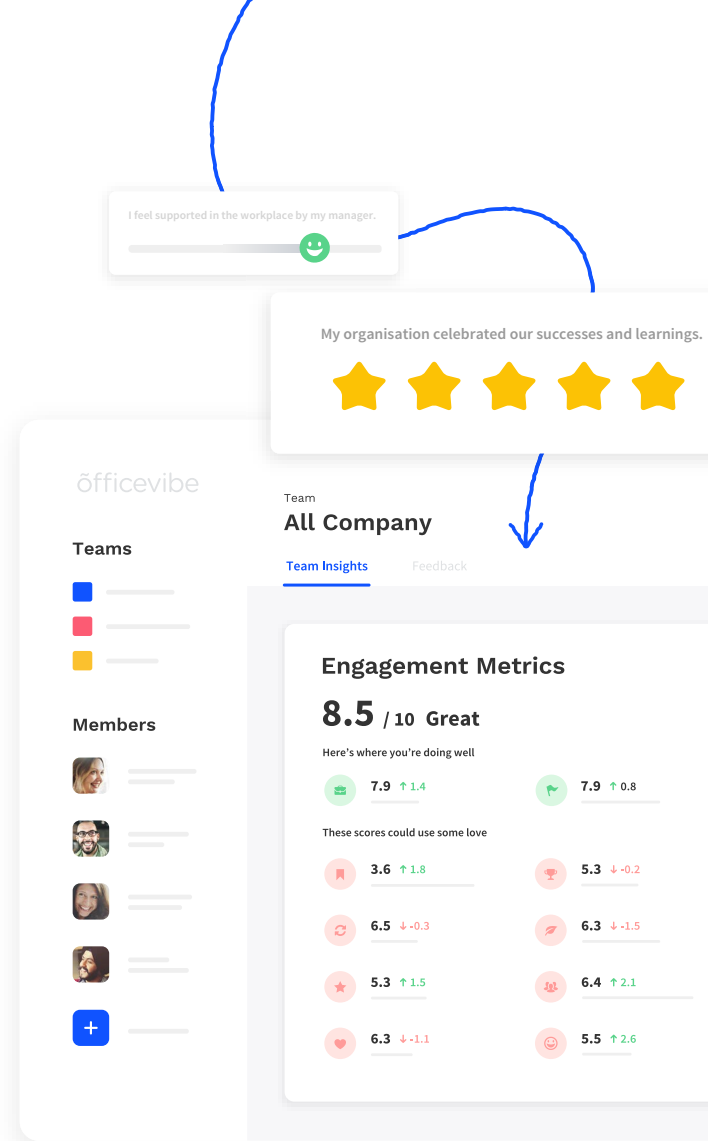 I feel supported in the workplace by my manager.
My organisation celebrated our successes and learnings.
õfficevibe
Teams
Members
Team
All Company
Team Insights Feedback
Engagement Metrics
8.5 / 10 Great
Here's where you're doing well
7.9 ↑ 1.4 7.9 ↑ 0.8
These scores could use some love
3.6 ↑ 1.8 5.3 ↓ -0.2
6.5 ↓ -0.3 6.3 ↓ -1.5
5.3 ↑ 1.5 6.4 ↑ 2.1
6.3 ↓ -1.1 5.5 ↑ 2.6